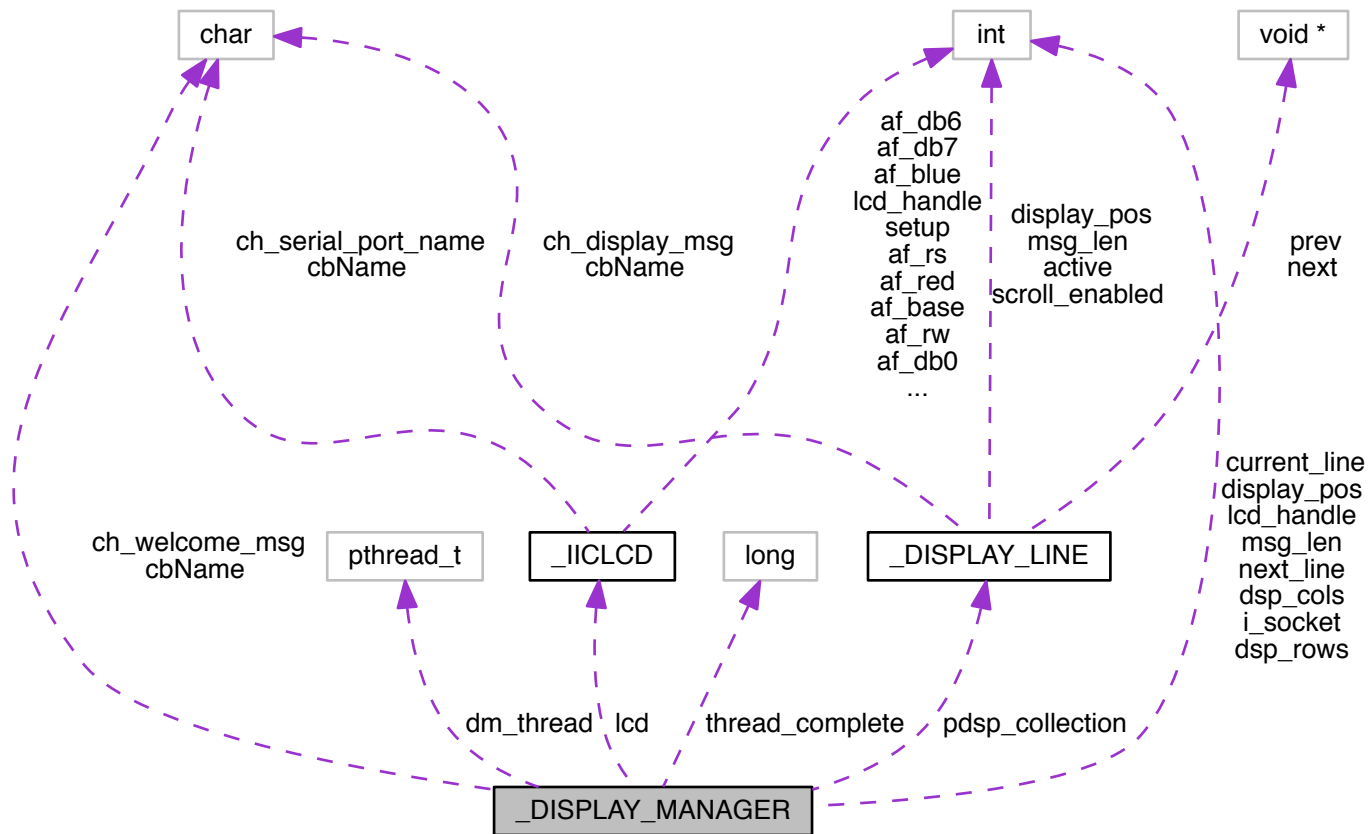 char
int
void *
af_db6
af_db7
af_blue
lcd_handle
setup
af_rs
af_red
af_base
af_rw
af_db0
...
ch_serial_port_name
cbName
ch_display_msg
cbName
display_pos
msg_len
active
scroll_enabled
prev
next
current_line
display_pos
lcd_handle
msg_len
next_line
dsp_cols
i_socket
dsp_rows
ch_welcome_msg
cbName
pthread_t
_IICLCD
long
_DISPLAY_LINE
dm_thread
lcd
thread_complete
pdsp_collection
_DISPLAY_MANAGER